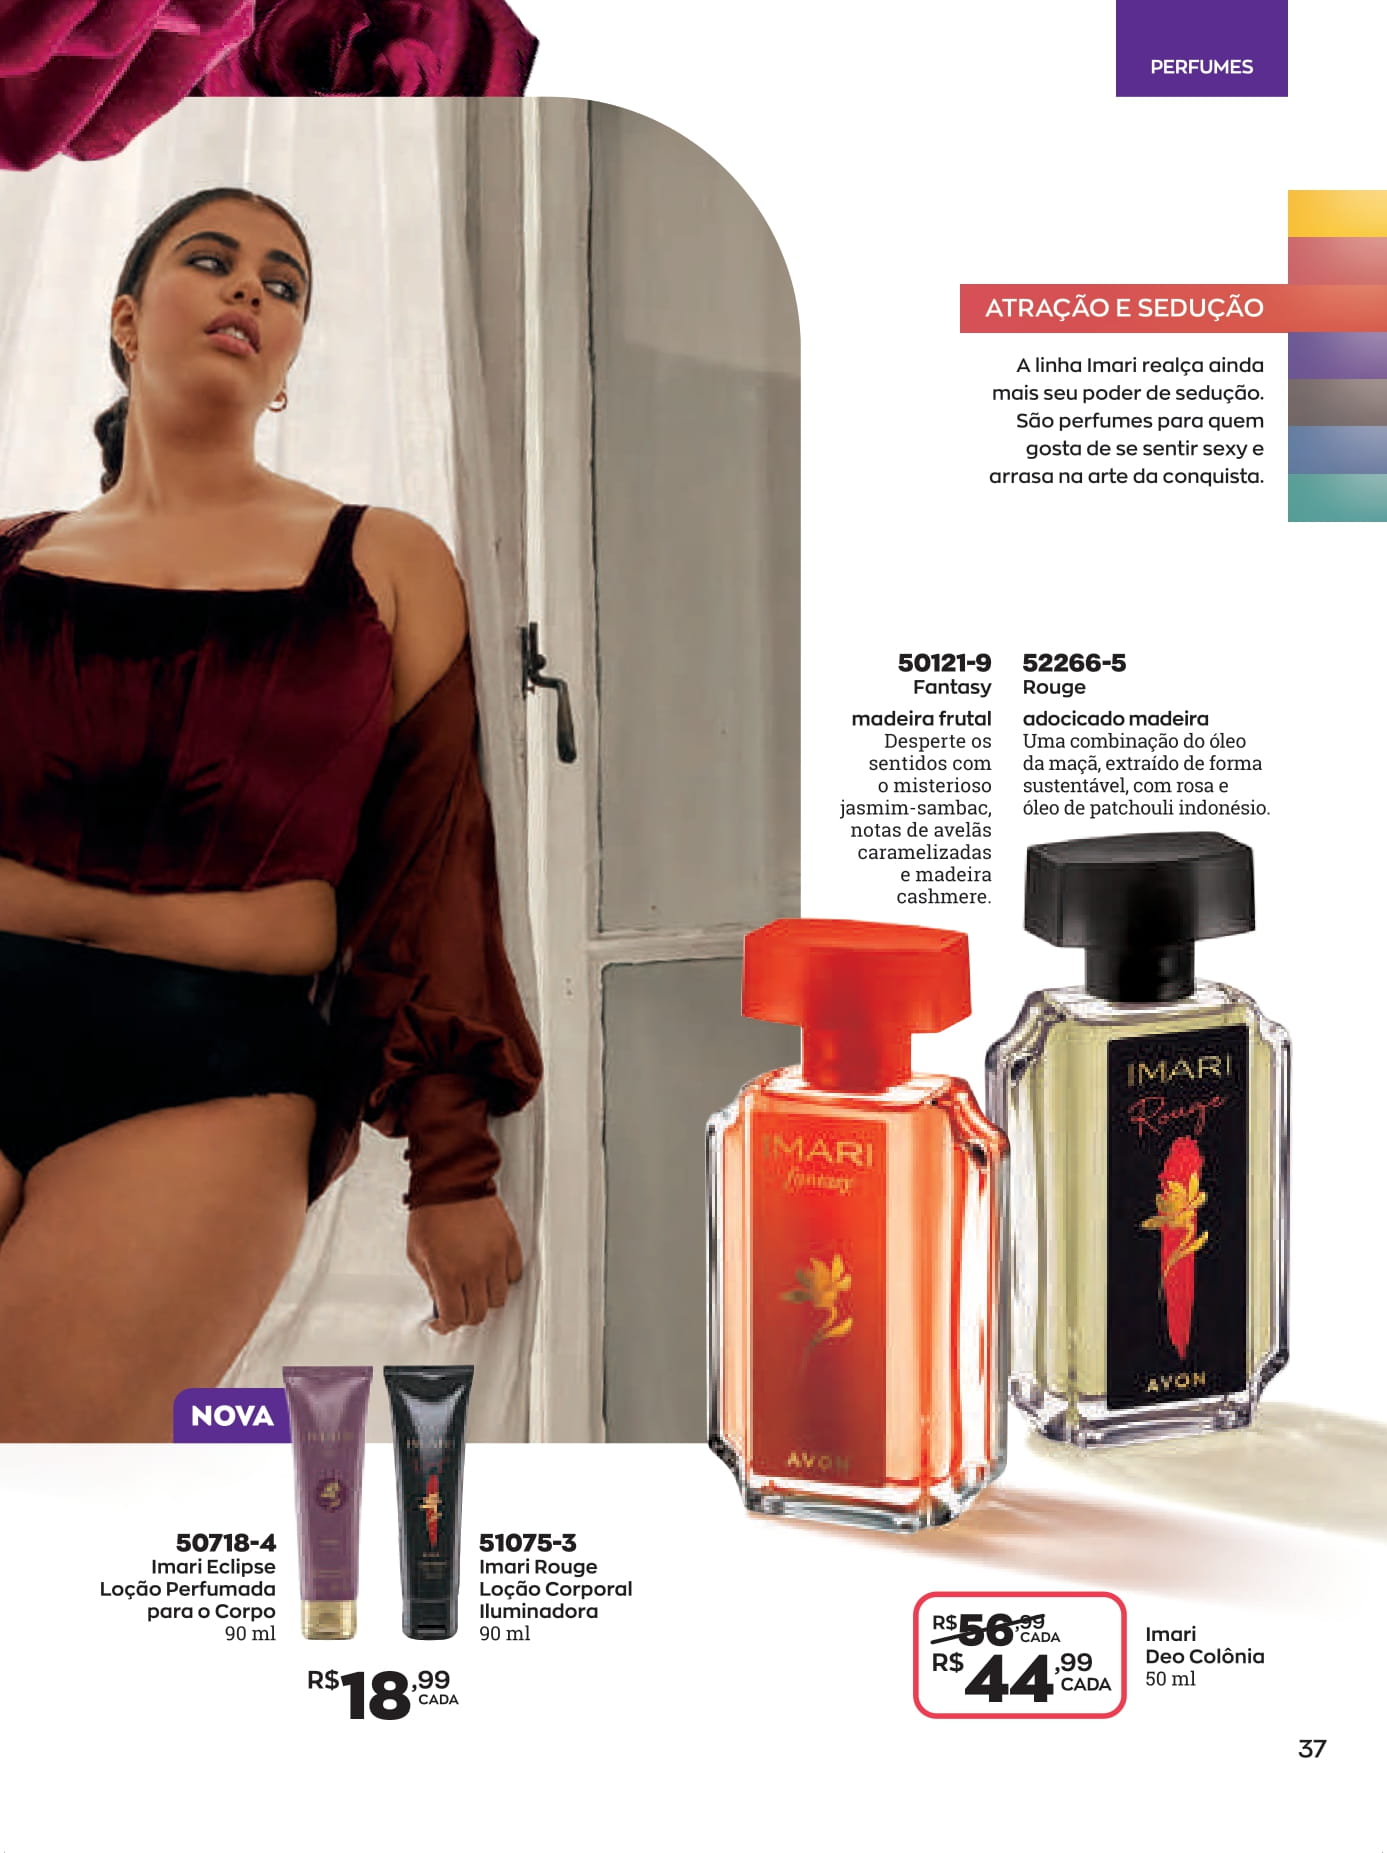 PERFUMES
ATRAÇÃO E SEDUÇÃO
A linha Imari realça ainda
mais seu poder de sedução.
São perfumes para quem
gosta de se sentir sexy e
arrasa na arte da conquista.
50121-9
Fantasy
madeira frutal
Desperte os
sentidos com
o misterioso
jasmim-sambac,
notas de avelãs
caramelizadas
e madeira
cashmere.
52266-5
Rouge
adocicado madeira
Uma combinação do óleo
da maçã, extraído de forma
sustentável, com rosa e
óleo de patchouli indonésio.
IMARI
fantasy
AVON
IMARI
Rouge
AVON
NOVA
50718-4
Imari Eclipse
Loção Perfumada
para o Corpo
90 ml
51075-3
Imari Rouge
Loção Corporal
Iluminadora
90 ml
R$18,99
CADA
R$56,99
CADA
R$44,99
CADA
Imari
Deo Colônia
50 ml
37